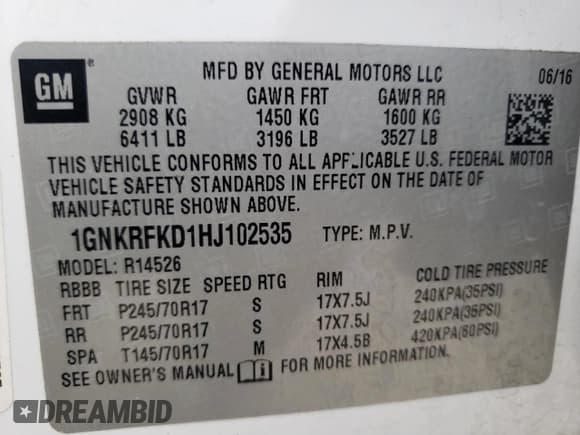 GM ® MFD BY GENERAL MOTORS LLC 06/16
GVWR GAWR FRT GAWR RR
2908 KG 1450 KG 1600 KG
6411 LB 3196 LB 3527 LB
THIS VEHICLE CONFORMS TO ALL APPLICABLE U.S. FEDERAL MOTOR
VEHICLE SAFETY STANDARDS IN EFFECT ON THE DATE OF
MANUFACTURE SHOWN ABOVE.
1GNKRFKD1HJ102535 TYPE: M.P.V.
MODEL: R14526
RBBB TIRE SIZE SPEED RTG RIM COLD TIRE PRESSURE
FRT P245/70R17 S 17X7.5J 240KPA(35PSI)
RR P245/70R17 S 17X7.5J 240KPA(35PSI)
SPA T145/70R17 M 17X4.5B 420KPA(60PSI)
SEE OWNER'S MANUAL FOR MORE INFORMATION.
DREAMBID